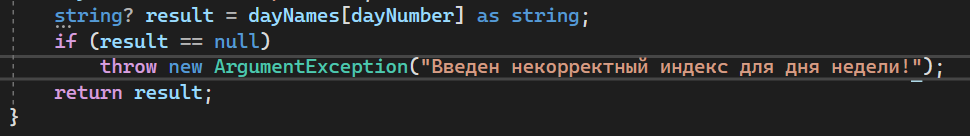 string? result = dayNames[dayNumber] as string;
if (result == null)
throw new ArgumentException("Введен некорректный индекс для дня недели!");
return result;
}